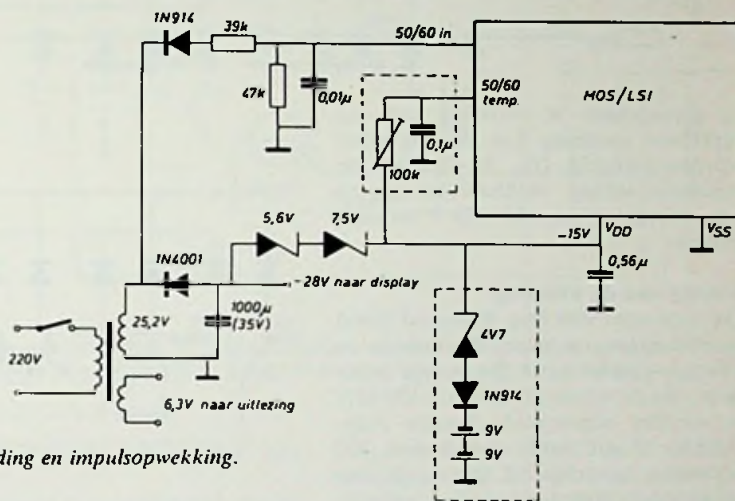 1N914
39k
50/60 in
47k
0,01µ
50/60
temp.
MOS/LSI
0,1µ
100k
5,6V
7,5V
-15V
VDD
VSS
1N4001
-28V naar display
0,56µ
1000µ
(35V)
25,2V
220V
6,3V naar uitlezing
4V7
1N914
9V
9V
ding en impulsopwekking.